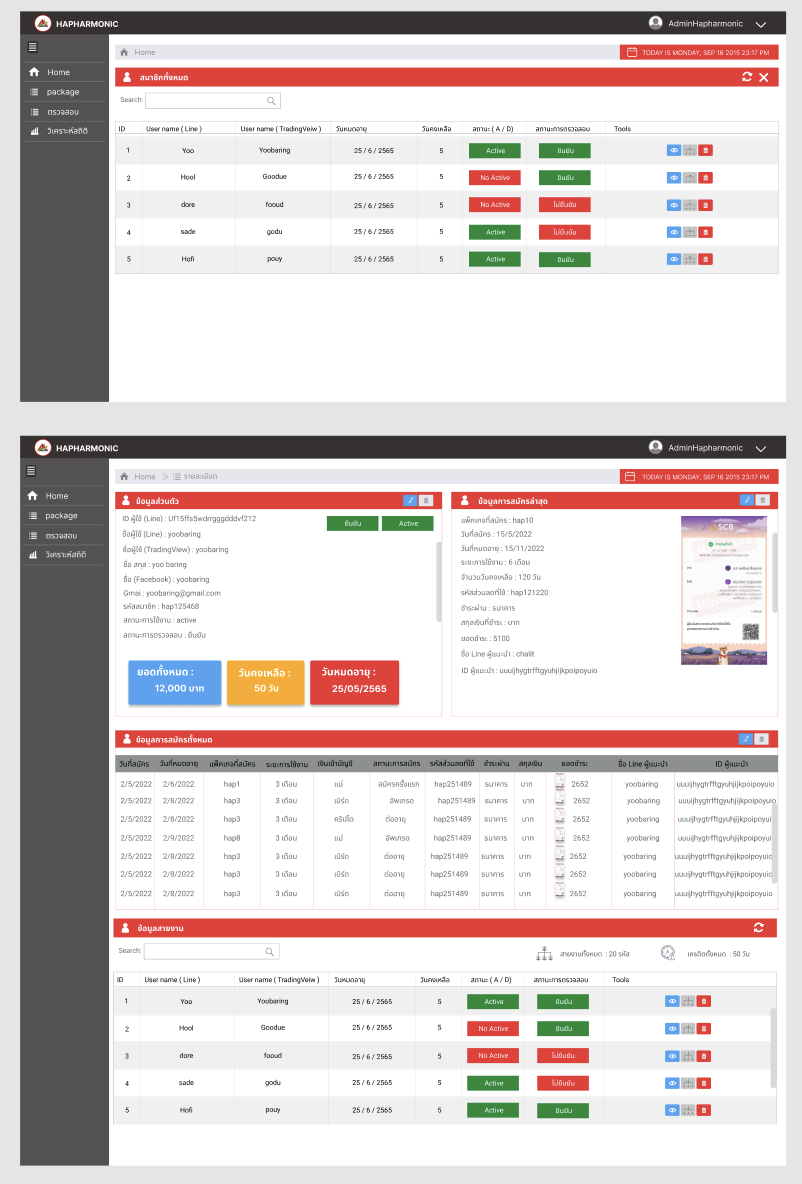 HAPHARMONIC
AdminHapharmonic
Home
TODAY IS MONDAY, SEP 16 2015 23:17 PM
Home
package
ตรวจสอบ
วิเคราะห์สถิติ
สมาชิกทั้งหมด
Search:
ID User name ( Line ) User name ( TradingVeiw ) วันหมดอายุ วันคงเหลือ สถานะ ( A / D) สถานะการตรวจสอบ Tools
1 Yoo Yoobaring 25 / 6 / 2565 5 Active ยืนยัน
2 Hool Goodue 25 / 6 / 2565 5 No Active ยืนยัน
3 dore fooud 25 / 6 / 2565 5 No Active ไม่ยืนยัน
4 sade godu 25 / 6 / 2565 5 Active ไม่ยืนยัน
5 Hofi pouy 25 / 6 / 2565 5 Active ยืนยัน
HAPHARMONIC
AdminHapharmonic
Home > รายละเอียด
TODAY IS MONDAY, SEP 16 2015 23:17 PM
Home
package
ตรวจสอบ
วิเคราะห์สถิติ
ข้อมูลส่วนตัว
ID ผู้ใช้ (Line) : Uf15ffs5wdrrgggdddvf212
ชื่อผู้ใช้ (Line) : yoobaring
ชื่อผู้ใช้ (TradingView) : yoobaring
ชื่อ สกุล : yoo baring
ชื่อ (Facebook) : yoobaring
Gmai : yoobaring@gmail.com
รหัสสมาชิก : hap125468
สถานะการใช้งาน : active
สถานะการตรวจสอบ : ยืนยัน
ยืนยัน Active
ยอดทั้งหมด :
12,000 บาท
วันคงเหลือ :
50 วัน
วันหมดอายุ :
25/05/2565
ข้อมูลการสมัครล่าสุด
แพ็คเกจที่สมัคร : hap10
วันที่สมัคร : 15/5/2022
วันที่หมดอายุ : 15/11/2022
ระยะการใช้งาน : 6 เดือน
จำนวนวันคงเหลือ : 120 วัน
รหัสส่วนลดที่ใช้ : hap121220
ชำระผ่าน : ธนาคาร
สกุลเงินที่ชำระ : บาท
ยอดชำระ : 5100
ชื่อ Line ผู้แนะนำ : chalit
ID ผู้แนะนำ : uuuijhygtrfftgyuhjijkpoipoyuio
SCB
ข้อมูลการสมัครทั้งหมด
วันที่สมัคร วันที่หมดอายุ แพ็คเกจที่สมัคร ระยะการใช้งาน เงินเข้าบัญชี สถานะการสมัคร รหัสส่วนลดที่ใช้ ชำระผ่าน สกุลเงิน ยอดชำระ ชื่อ Line ผู้แนะนำ ID ผู้แนะนำ
2/5/2022 2/6/2022 hap1 3 เดือน แม่ สมัครครั้งแรก hap251489 ธนาคาร บาท 2652 yoobaring uuuijhygtrfftgyuhjijkpoipoyuio
2/5/2022 2/8/2022 hap3 3 เดือน เบิร์ด อัพเกรด hap251489 ธนาคาร บาท 2652 yoobaring uuuijhygtrfftgyuhjijkpoipoyuio
2/5/2022 2/8/2022 hap3 3 เดือน คริปโต ต่ออายุ hap251489 ธนาคาร บาท 2652 yoobaring uuuijhygtrfftgyuhjijkpoipoyui
2/5/2022 2/9/2022 hap8 3 เดือน แม่ อัพเกรด hap251489 ธนาคาร บาท 2652 yoobaring uuuijhygtrfftgyuhjijkpoipoyui
2/5/2022 2/8/2022 hap3 3 เดือน เบิร์ด ต่ออายุ hap251489 ธนาคาร บาท 2652 yoobaring uuuijhygtrfftgyuhjijkpoipoyuio
2/5/2022 2/8/2022 hap3 3 เดือน เบิร์ด ต่ออายุ hap251489 ธนาคาร บาท 2652 yoobaring uuuijhygtrfftgyuhjijkpoipoyuio
2/5/2022 2/8/2022 hap3 3 เดือน เบิร์ด ต่ออายุ hap251489 ธนาคาร บาท 2652 yoobaring uuuijhygtrfftgyuhjijkpoipoyuio
ข้อมูลสายงาน
Search:
สายงานทั้งหมด : 20 รหัส
เครดิตทั้งหมด : 50 วัน
ID User name ( Line ) User name ( TradingVeiw ) วันหมดอายุ วันคงเหลือ สถานะ ( A / D) สถานะการตรวจสอบ Tools
1 Yoo Yoobaring 25 / 6 / 2565 5 Active ยืนยัน
2 Hool Goodue 25 / 6 / 2565 5 No Active ยืนยัน
3 dore fooud 25 / 6 / 2565 5 No Active ไม่ยืนยัน
4 sade godu 25 / 6 / 2565 5 Active ไม่ยืนยัน
5 Hofi pouy 25 / 6 / 2565 5 Active ยืนยัน